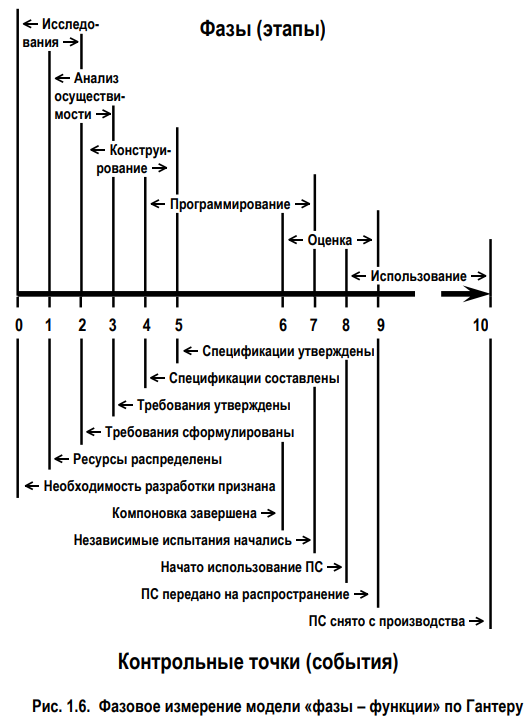 Исследо-
вания
Фазы (этапы)
Анализ
осуществи-
мости
Конструи-
рование
Программирование
Оценка
Использование
0 1 2 3 4 5 6 7 8 9 10
Спецификации утверждены
Спецификации составлены
Требования утверждены
Требования сформулированы
Ресурсы распределены
Необходимость разработки признана
Компоновка завершена
Независимые испытания начались
Начато использование ПС
ПС передано на распространение
ПС снято с производства
Контрольные точки (события)
Рис. 1.6. Фазовое измерение модели «фазы – функции» по Гантеру